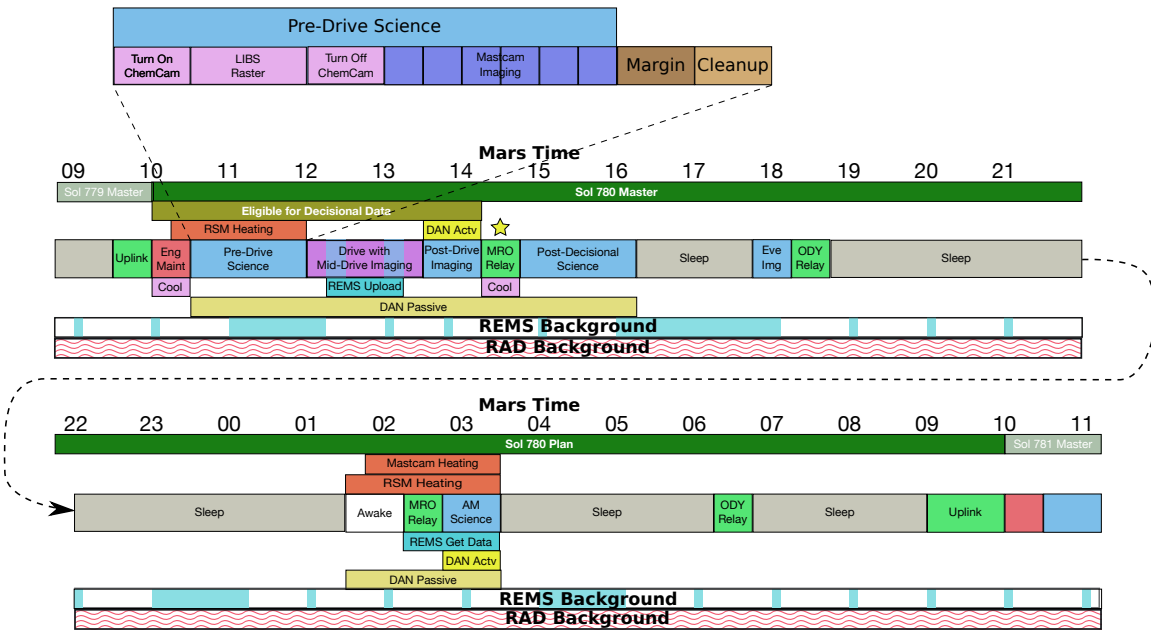 Pre-Drive Science
Turn On
ChemCam
LIBS
Raster
Turn Off
ChemCam
Mastcam
Imaging
Margin
Cleanup
Mars Time
09 10 11 12 13 14 15 16 17 18 19 20 21
Sol 779 Master
Sol 780 Master
Eligible for Decisional Data
RSM Heating
DAN Actv
Uplink
Eng
Maint
Pre-Drive
Science
Drive with
Mid-Drive Imaging
Post-Drive
Imaging
MRO
Relay
Post-Decisional
Science
Sleep
Eve
Img
ODY
Relay
Sleep
Cool
REMS Upload
Cool
DAN Passive
REMS Background
RAD Background
Mars Time
22 23 00 01 02 03 04 05 06 07 08 09 10 11
Sol 780 Plan
Sol 781 Master
Mastcam Heating
RSM Heating
Sleep
Awake
MRO
Relay
AM
Science
Sleep
ODY
Relay
Sleep
Uplink
REMS Get Data
DAN Actv
DAN Passive
REMS Background
RAD Background